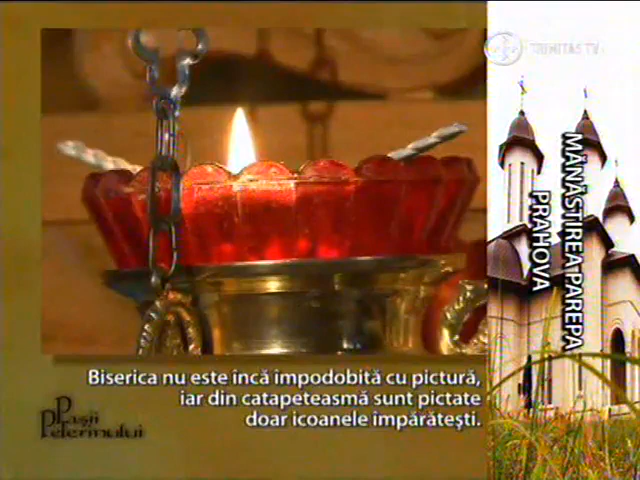 TRINITAS TV
MĂNĂSTIREA PAREPA
PRAHOVA
Biserica nu este încă împodobită cu pictură,
iar din catapeteasmă sunt pictate
doar icoanele împărătești.
Pașii
Pelerinului